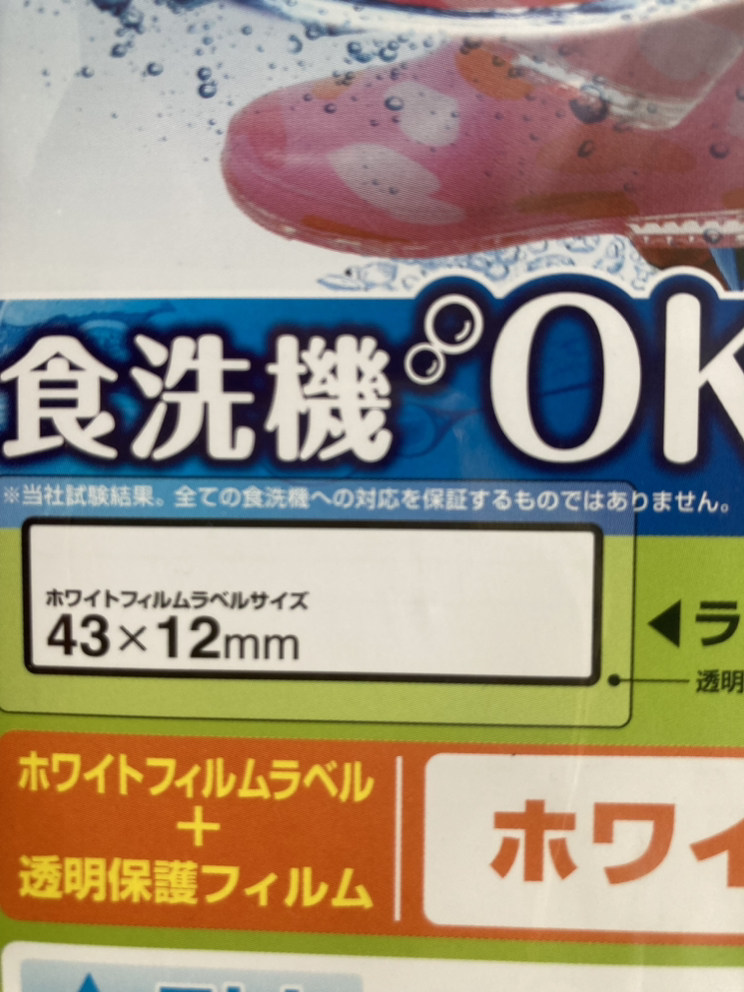 食洗機OK
※当社試験結果。全ての食洗機への対応を保証するものではありません。
ホワイトフィルムラベルサイズ
43×12mm
◀ラ
透明
ホワイトフィルムラベル
+
透明保護フィルム
ホワイ